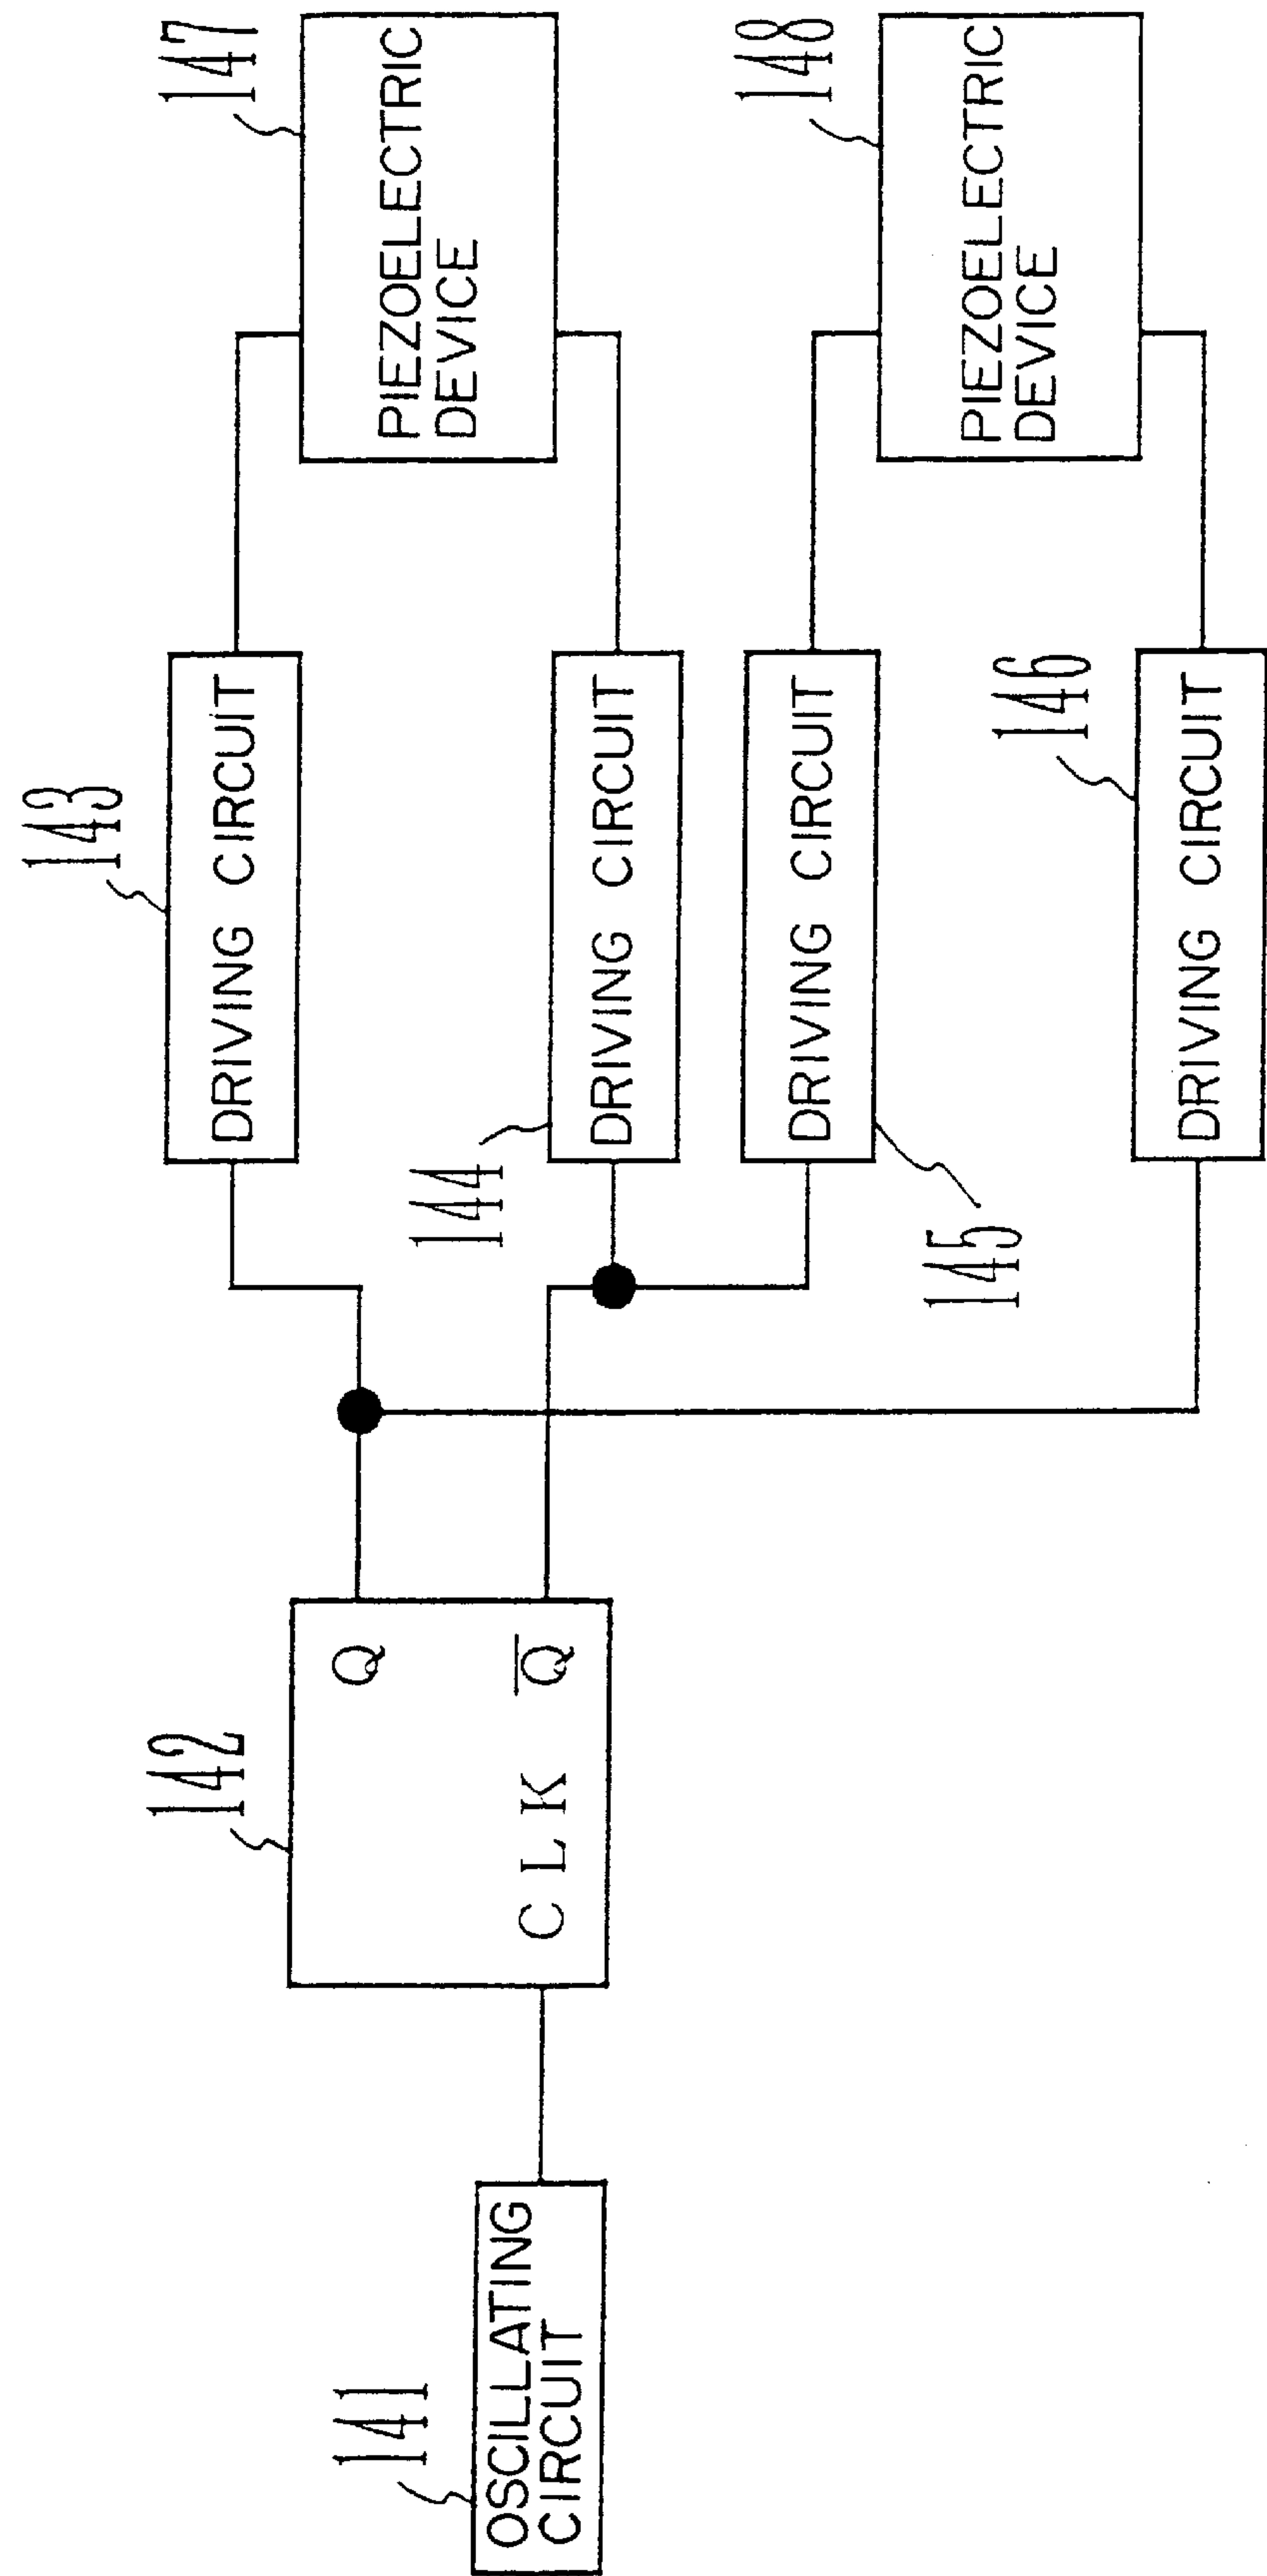 141
OSCILLATING
CIRCUIT
142
CLK
Q
Q̅
143
DRIVING CIRCUIT
144
DRIVING CIRCUIT
145
DRIVING CIRCUIT
146
DRIVING CIRCUIT
147
PIEZOELECTRIC
DEVICE
148
PIEZOELECTRIC
DEVICE